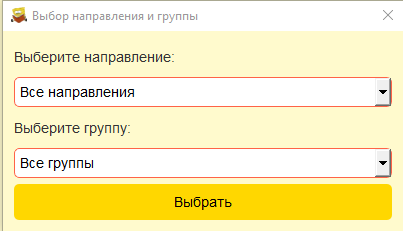 Выбор направления и группы
Выберите направление:
Все направления
Выберите группу:
Все группы
Выбрать